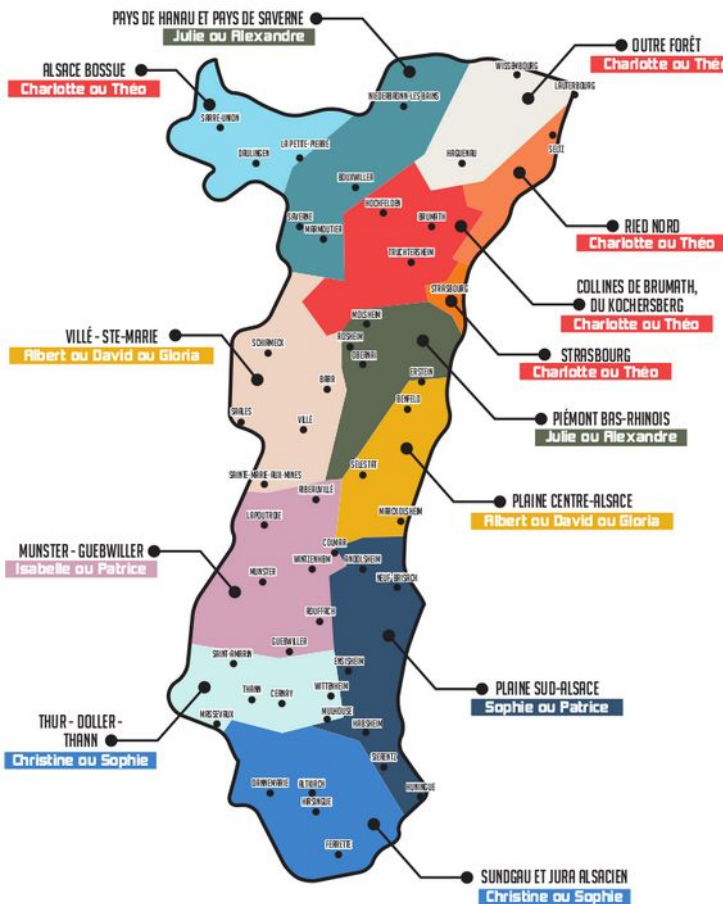 PAYS DE HANAU ET PAYS DE SAVERNE
Julie ou Alexandre
OUTRE FORÊT
Charlotte ou Théo
ALSACE BOSSUE
Charlotte ou Théo
WISSENBOURG
LAUTERBOURG
NIEDERBRONN-LES-BAINS
SARRE-UNION
SELTZ
LA PETITE-PIERRE
DRULINGEN
HAGUENAU
BOUXWILLER
HOCHFELDEN
BRUMATH
SAVERNE
MARMOUTIER
RIED NORD
Charlotte ou Théo
TRUCHTERSHEIM
STRASBOURG
COLLINES DE BRUMATH,
DU KOCHERSBERG
Charlotte ou Théo
MOLSHEIM
VILLÉ - STE-MARIE
Albert ou David ou Gloria
ROSHEIM
SCHIRMECK
OBERNAI
STRASBOURG
Charlotte ou Théo
ERSTEIN
BARR
BENFELD
SAALES
VILLÉ
PIÉMONT BAS-RHINOIS
Julie ou Alexandre
SÉLESTAT
SAINTE-MARIE-AUX-MINES
RIBEAUVILLÉ
PLAINE CENTRE-ALSACE
Albert ou David ou Gloria
LAPOUTROIE
MARCKOLSHEIM
MUNSTER - GUEBWILLER
Isabelle ou Patrice
COLMAR
WINTZENHEIM
ANDOLSHEIM
MUNSTER
NEUF-BRISACH
ROUFFACH
GUEBWILLER
SAINT-AMARIN
ENSISHEIM
PLAINE SUD-ALSACE
Sophie ou Patrice
THANN
CERNAY
WITTENHEIM
MASSEVAUX
MULHOUSE
THUR - DOLLER -
THANN
Christine ou Sophie
HABSHEIM
SIERENTZ
DANNEMARIE
ALTKIRCH
HUNINGUE
HIRSINGUE
FERRETTE
SUNDGAU ET JURA ALSACIEN
Christine ou Sophie